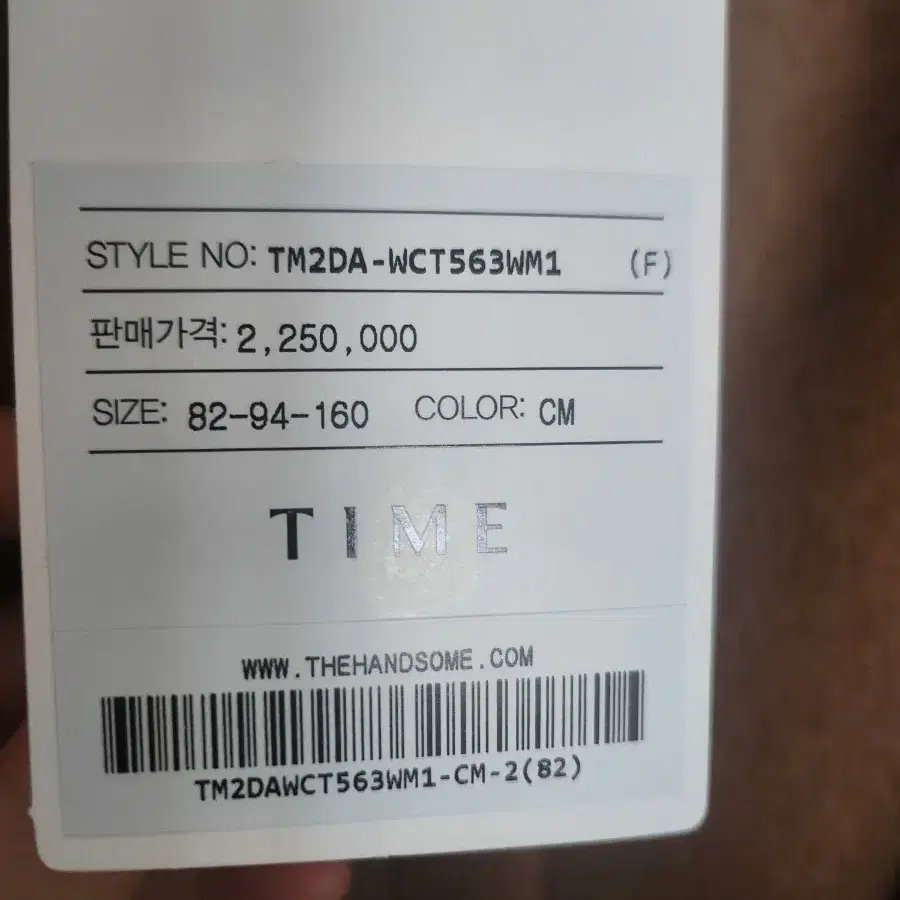 STYLE NO: TM2DA-WCT563WM1 (F)
판매가격: 2,250,000
SIZE: 82-94-160 COLOR: CM
TIME
WWW.THEHANDSOME.COM
TM2DAWCT563WM1-CM-2(82)